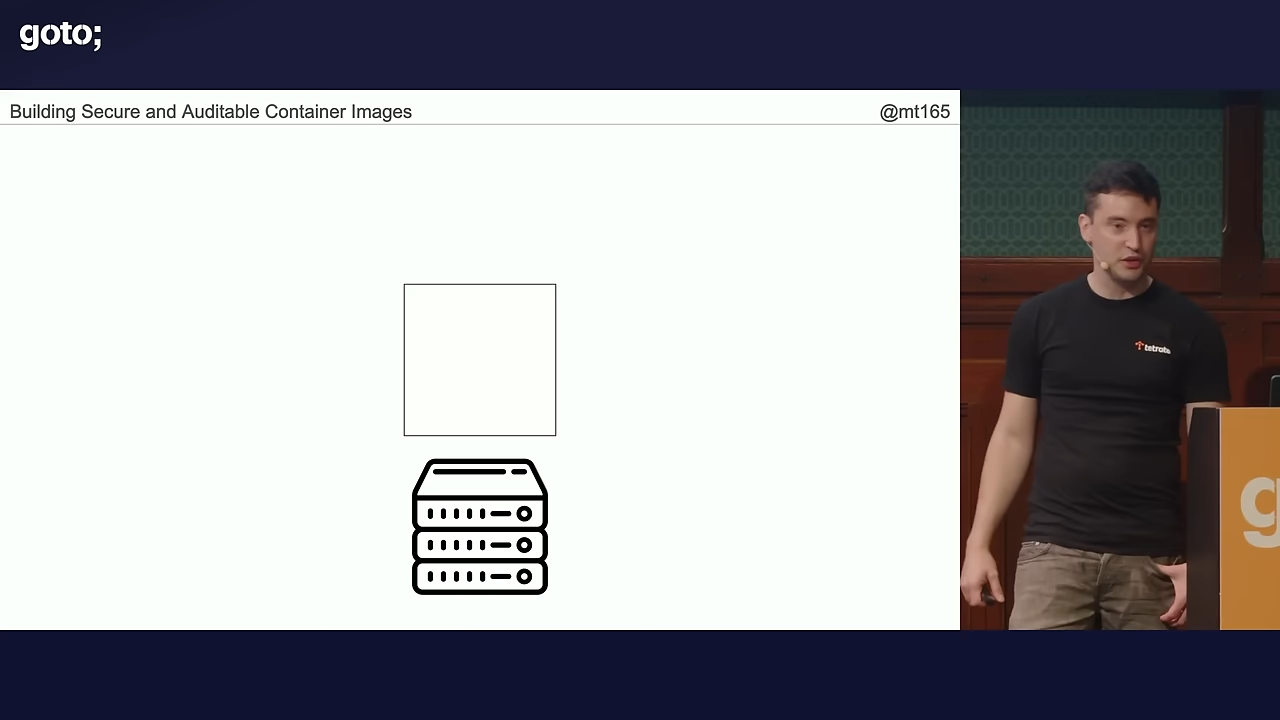 goto;
Building Secure and Auditable Container Images
@mt165
tetrate
g